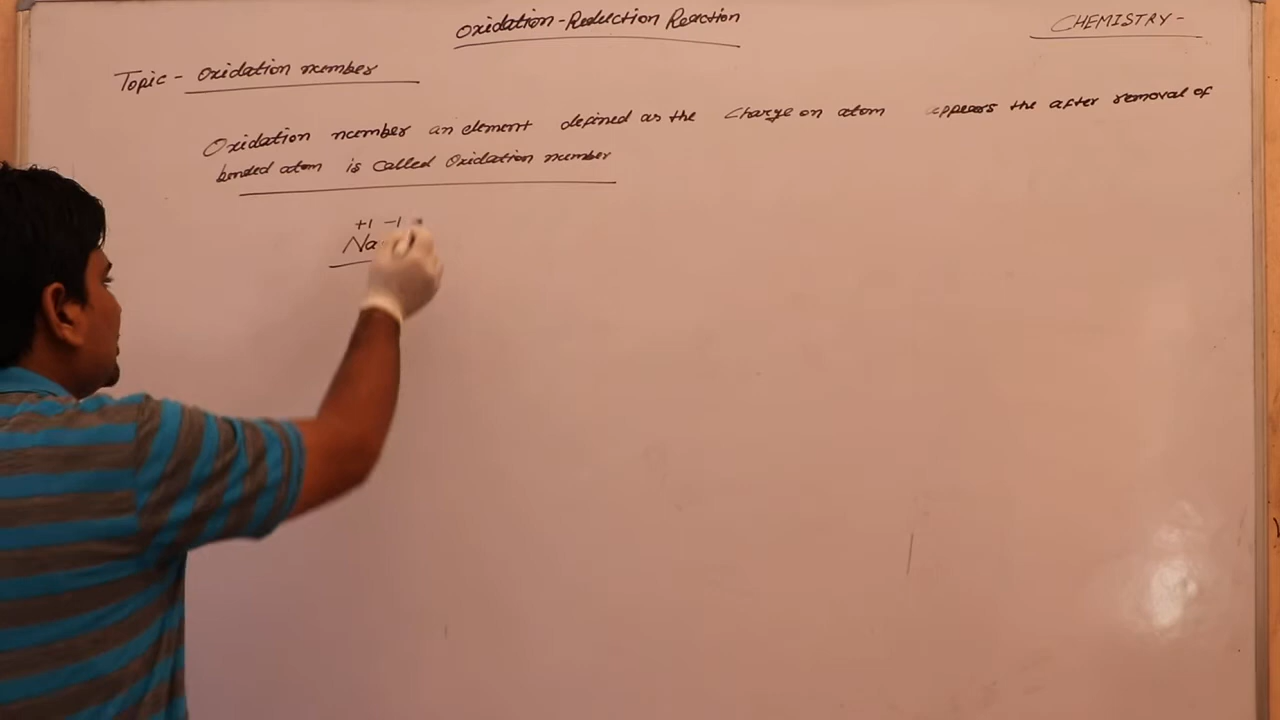 Oxidation-Reduction Reaction
CHEMISTRY-
Topic - Oxidation number
Oxidation number an element defined as the Charge on atom appears the after removal of
bonded atom is called Oxidation number
+1 -1
Na